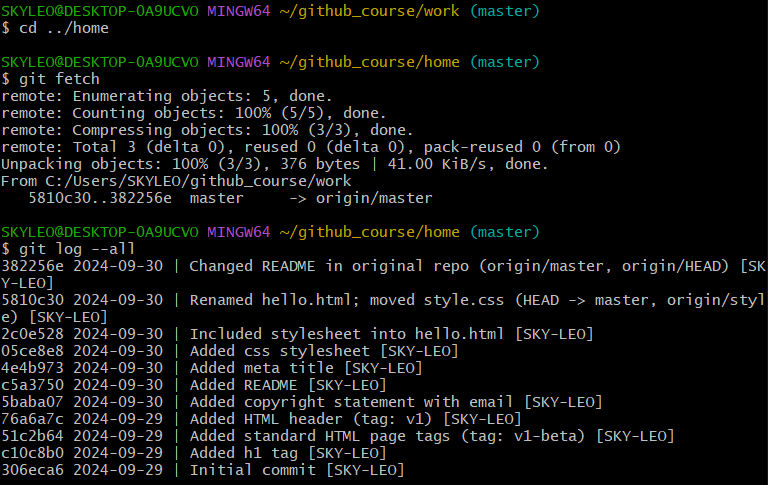 SKYLEO@DESKTOP-0A9UCVO MINGW64 ~/github_course/work (master)
$ cd ../home
SKYLEO@DESKTOP-0A9UCVO MINGW64 ~/github_course/home (master)
$ git fetch
remote: Enumerating objects: 5, done.
remote: Counting objects: 100% (5/5), done.
remote: Compressing objects: 100% (3/3), done.
remote: Total 3 (delta 0), reused 0 (delta 0), pack-reused 0 (from 0)
Unpacking objects: 100% (3/3), 376 bytes | 41.00 KiB/s, done.
From C:/Users/SKYLEO/github_course/work
   5810c30..382256e  master     -> origin/master
SKYLEO@DESKTOP-0A9UCVO MINGW64 ~/github_course/home (master)
$ git log --all
382256e 2024-09-30 | Changed README in original repo (origin/master, origin/HEAD) [SK
Y-LEO]
5810c30 2024-09-30 | Renamed hello.html; moved style.css (HEAD -> master, origin/styl
e) [SKY-LEO]
2c0e528 2024-09-30 | Included stylesheet into hello.html [SKY-LEO]
05ce8e8 2024-09-30 | Added css stylesheet [SKY-LEO]
4e4b973 2024-09-30 | Added meta title [SKY-LEO]
c5a3750 2024-09-30 | Added README [SKY-LEO]
5baba07 2024-09-30 | Added copyright statement with email [SKY-LEO]
76a6a7c 2024-09-29 | Added HTML header (tag: v1) [SKY-LEO]
51c2b64 2024-09-29 | Added standard HTML page tags (tag: v1-beta) [SKY-LEO]
c10c8b0 2024-09-29 | Added h1 tag [SKY-LEO]
306eca6 2024-09-29 | Initial commit [SKY-LEO]